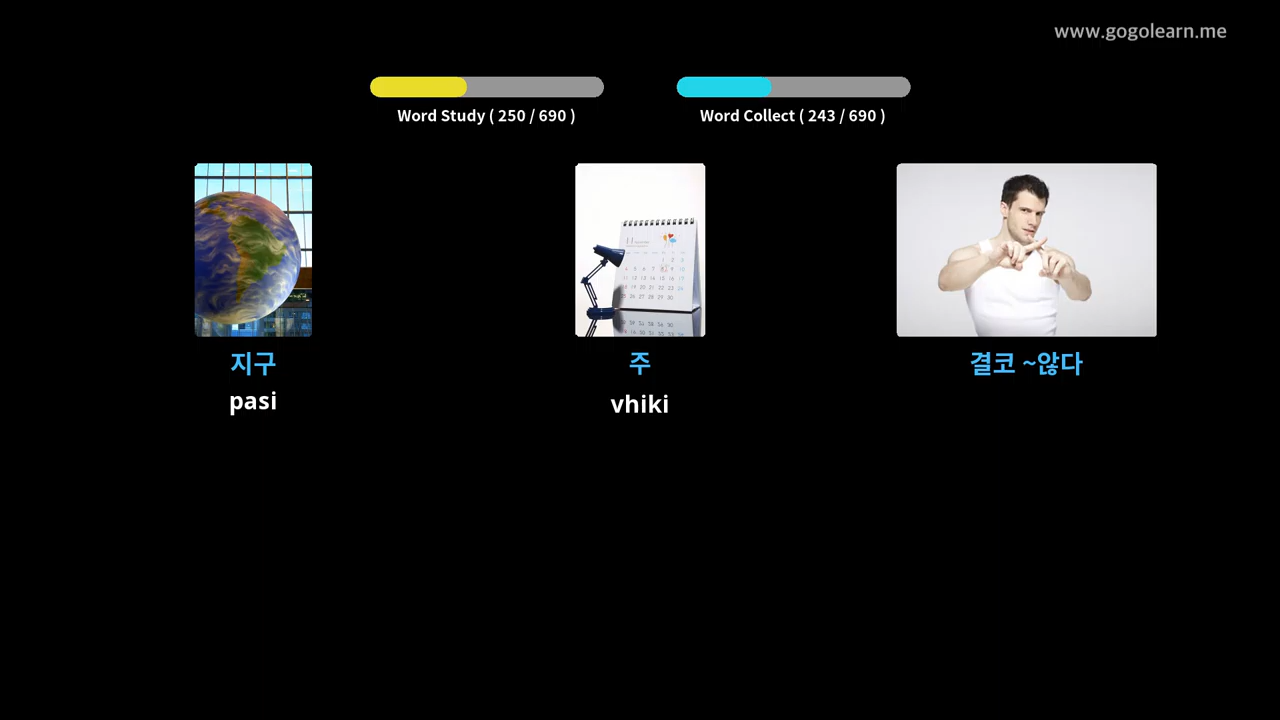 www.gogolearn.me
Word Study ( 250 / 690 )
Word Collect ( 243 / 690 )
지구
주
결코 ~않다
pasi
vhiki